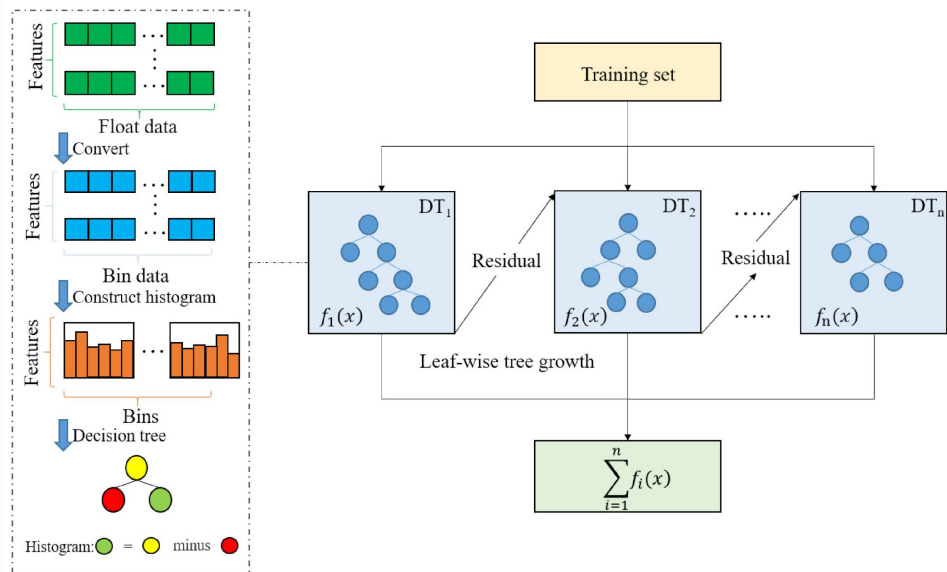 Features
Float data
Convert
Features
Bin data
Construct histogram
Features
Bins
Decision tree
Histogram: = minus
Training set
DT₁
f₁(x)
Residual
DT₂
f₂(x)
.....
Residual
.....
DTₙ
fₙ(x)
Leaf-wise tree growth
n
∑ fᵢ(x)
i=1